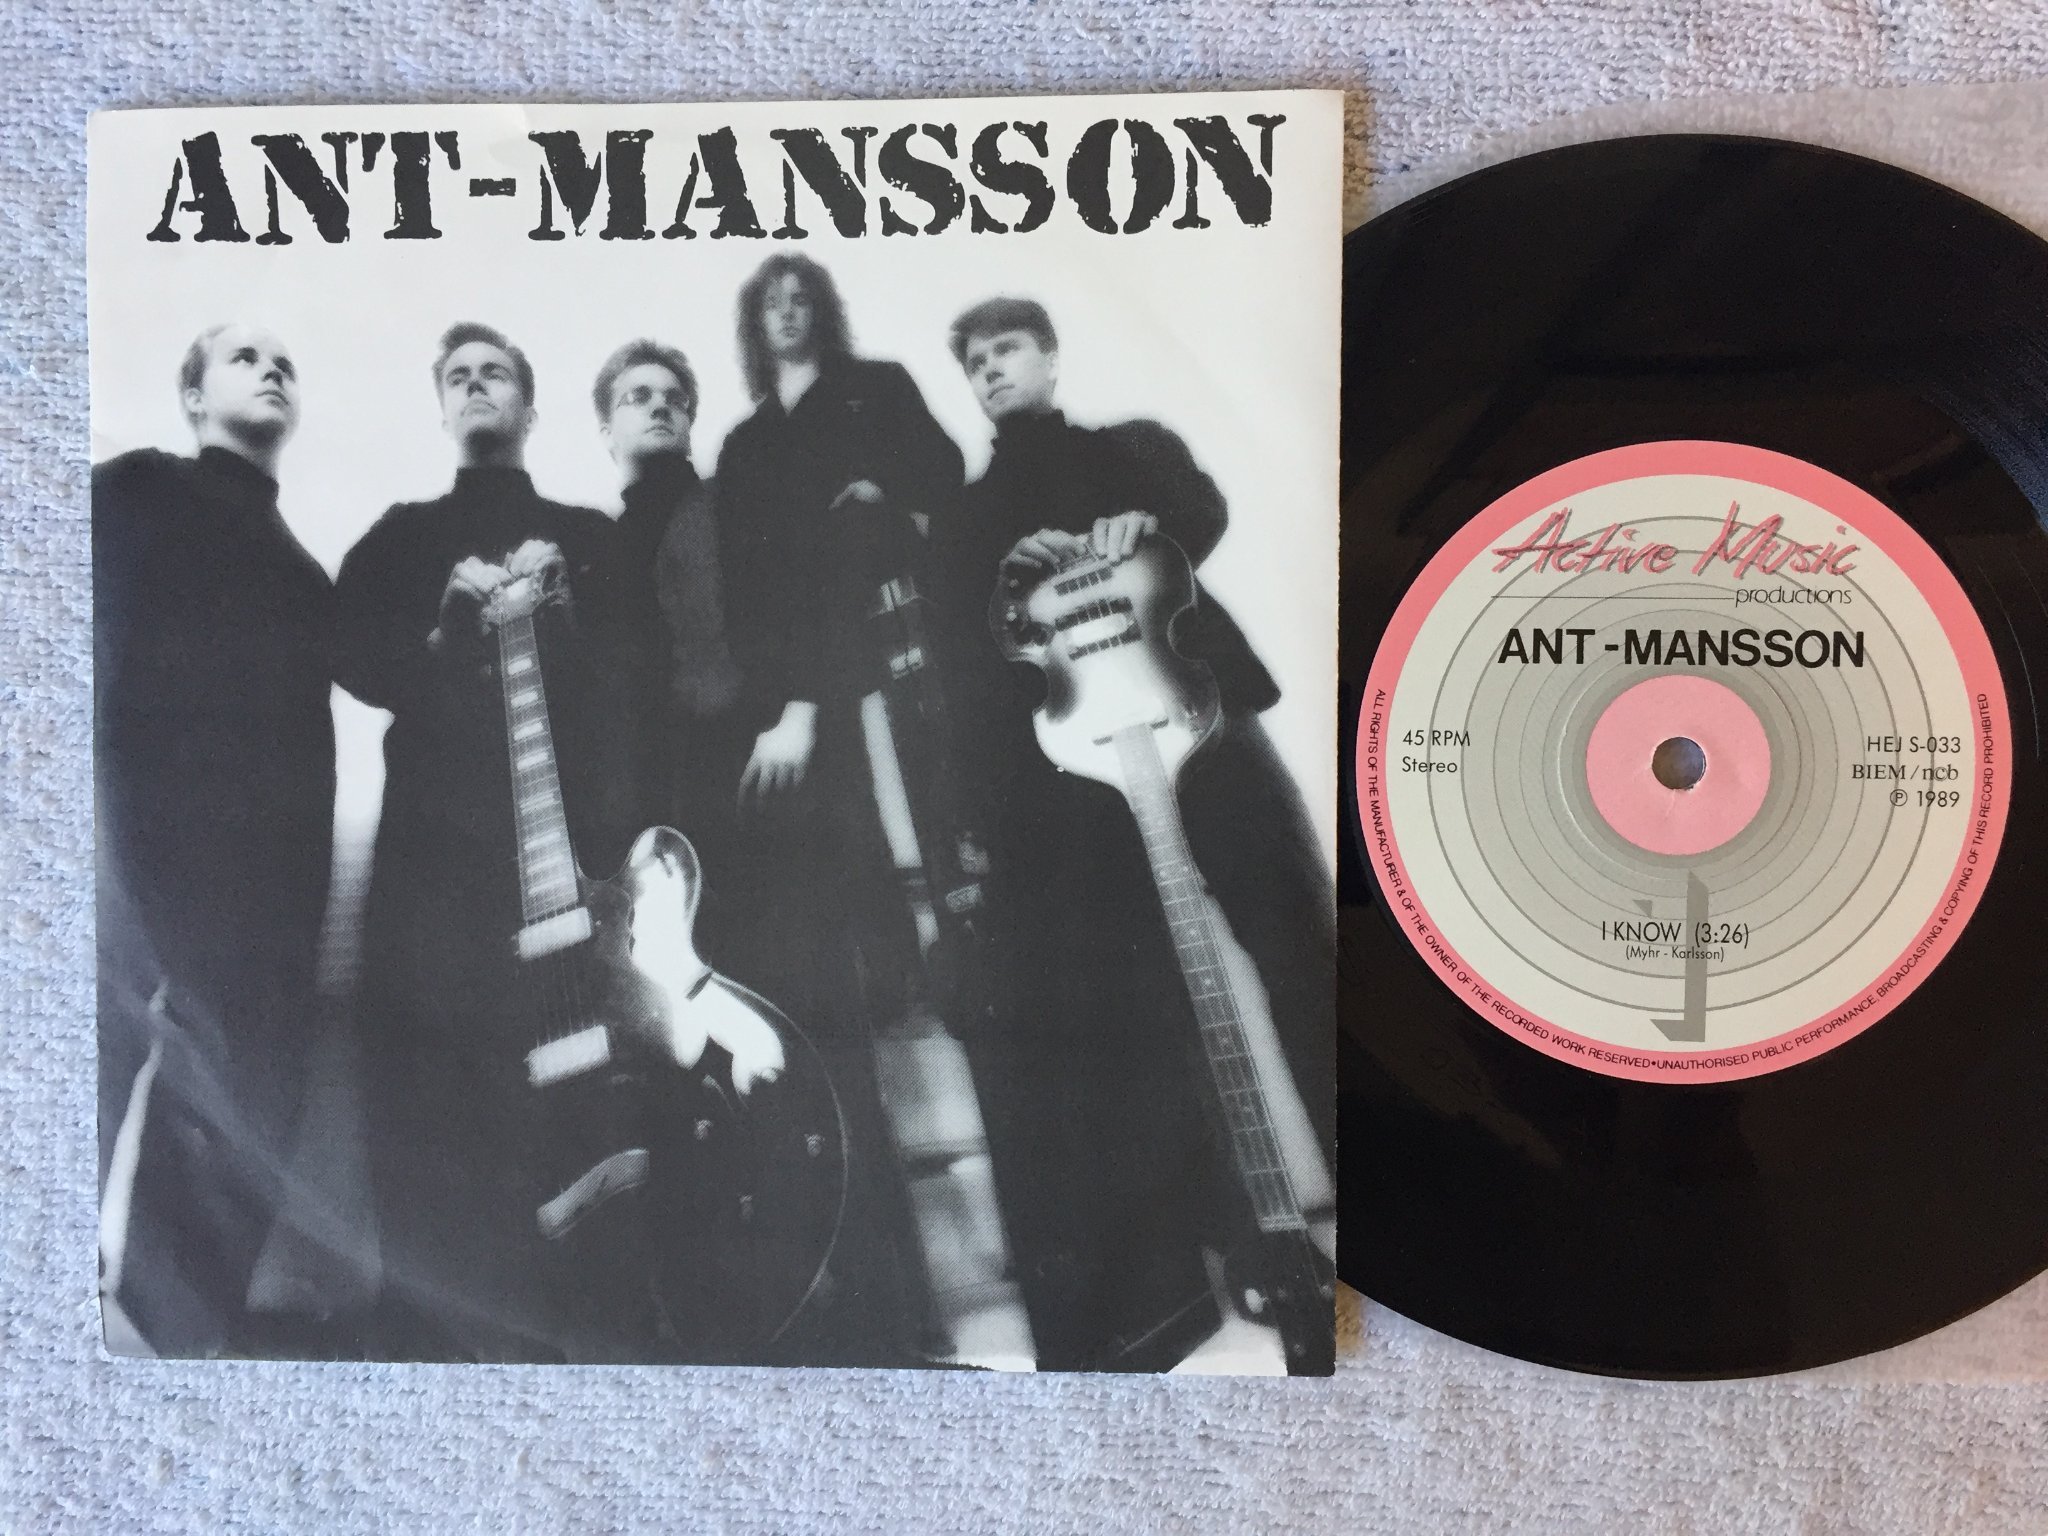 ANT-MANSSON
Active Music
productions
ANT-MANSSON
45 RPM
Stereo
HEJ S-033
BIEM/ncb
℗ 1989
I KNOW (3:26)
(Myhr - Karlsson)
ALL RIGHTS OF THE MANUFACTURER & OF THE OWNER OF THE RECORDED WORK RESERVED•UNAUTHORISED PUBLIC PERFORMANCE, BROADCASTING & COPYING OF THIS RECORD PROHIBITED